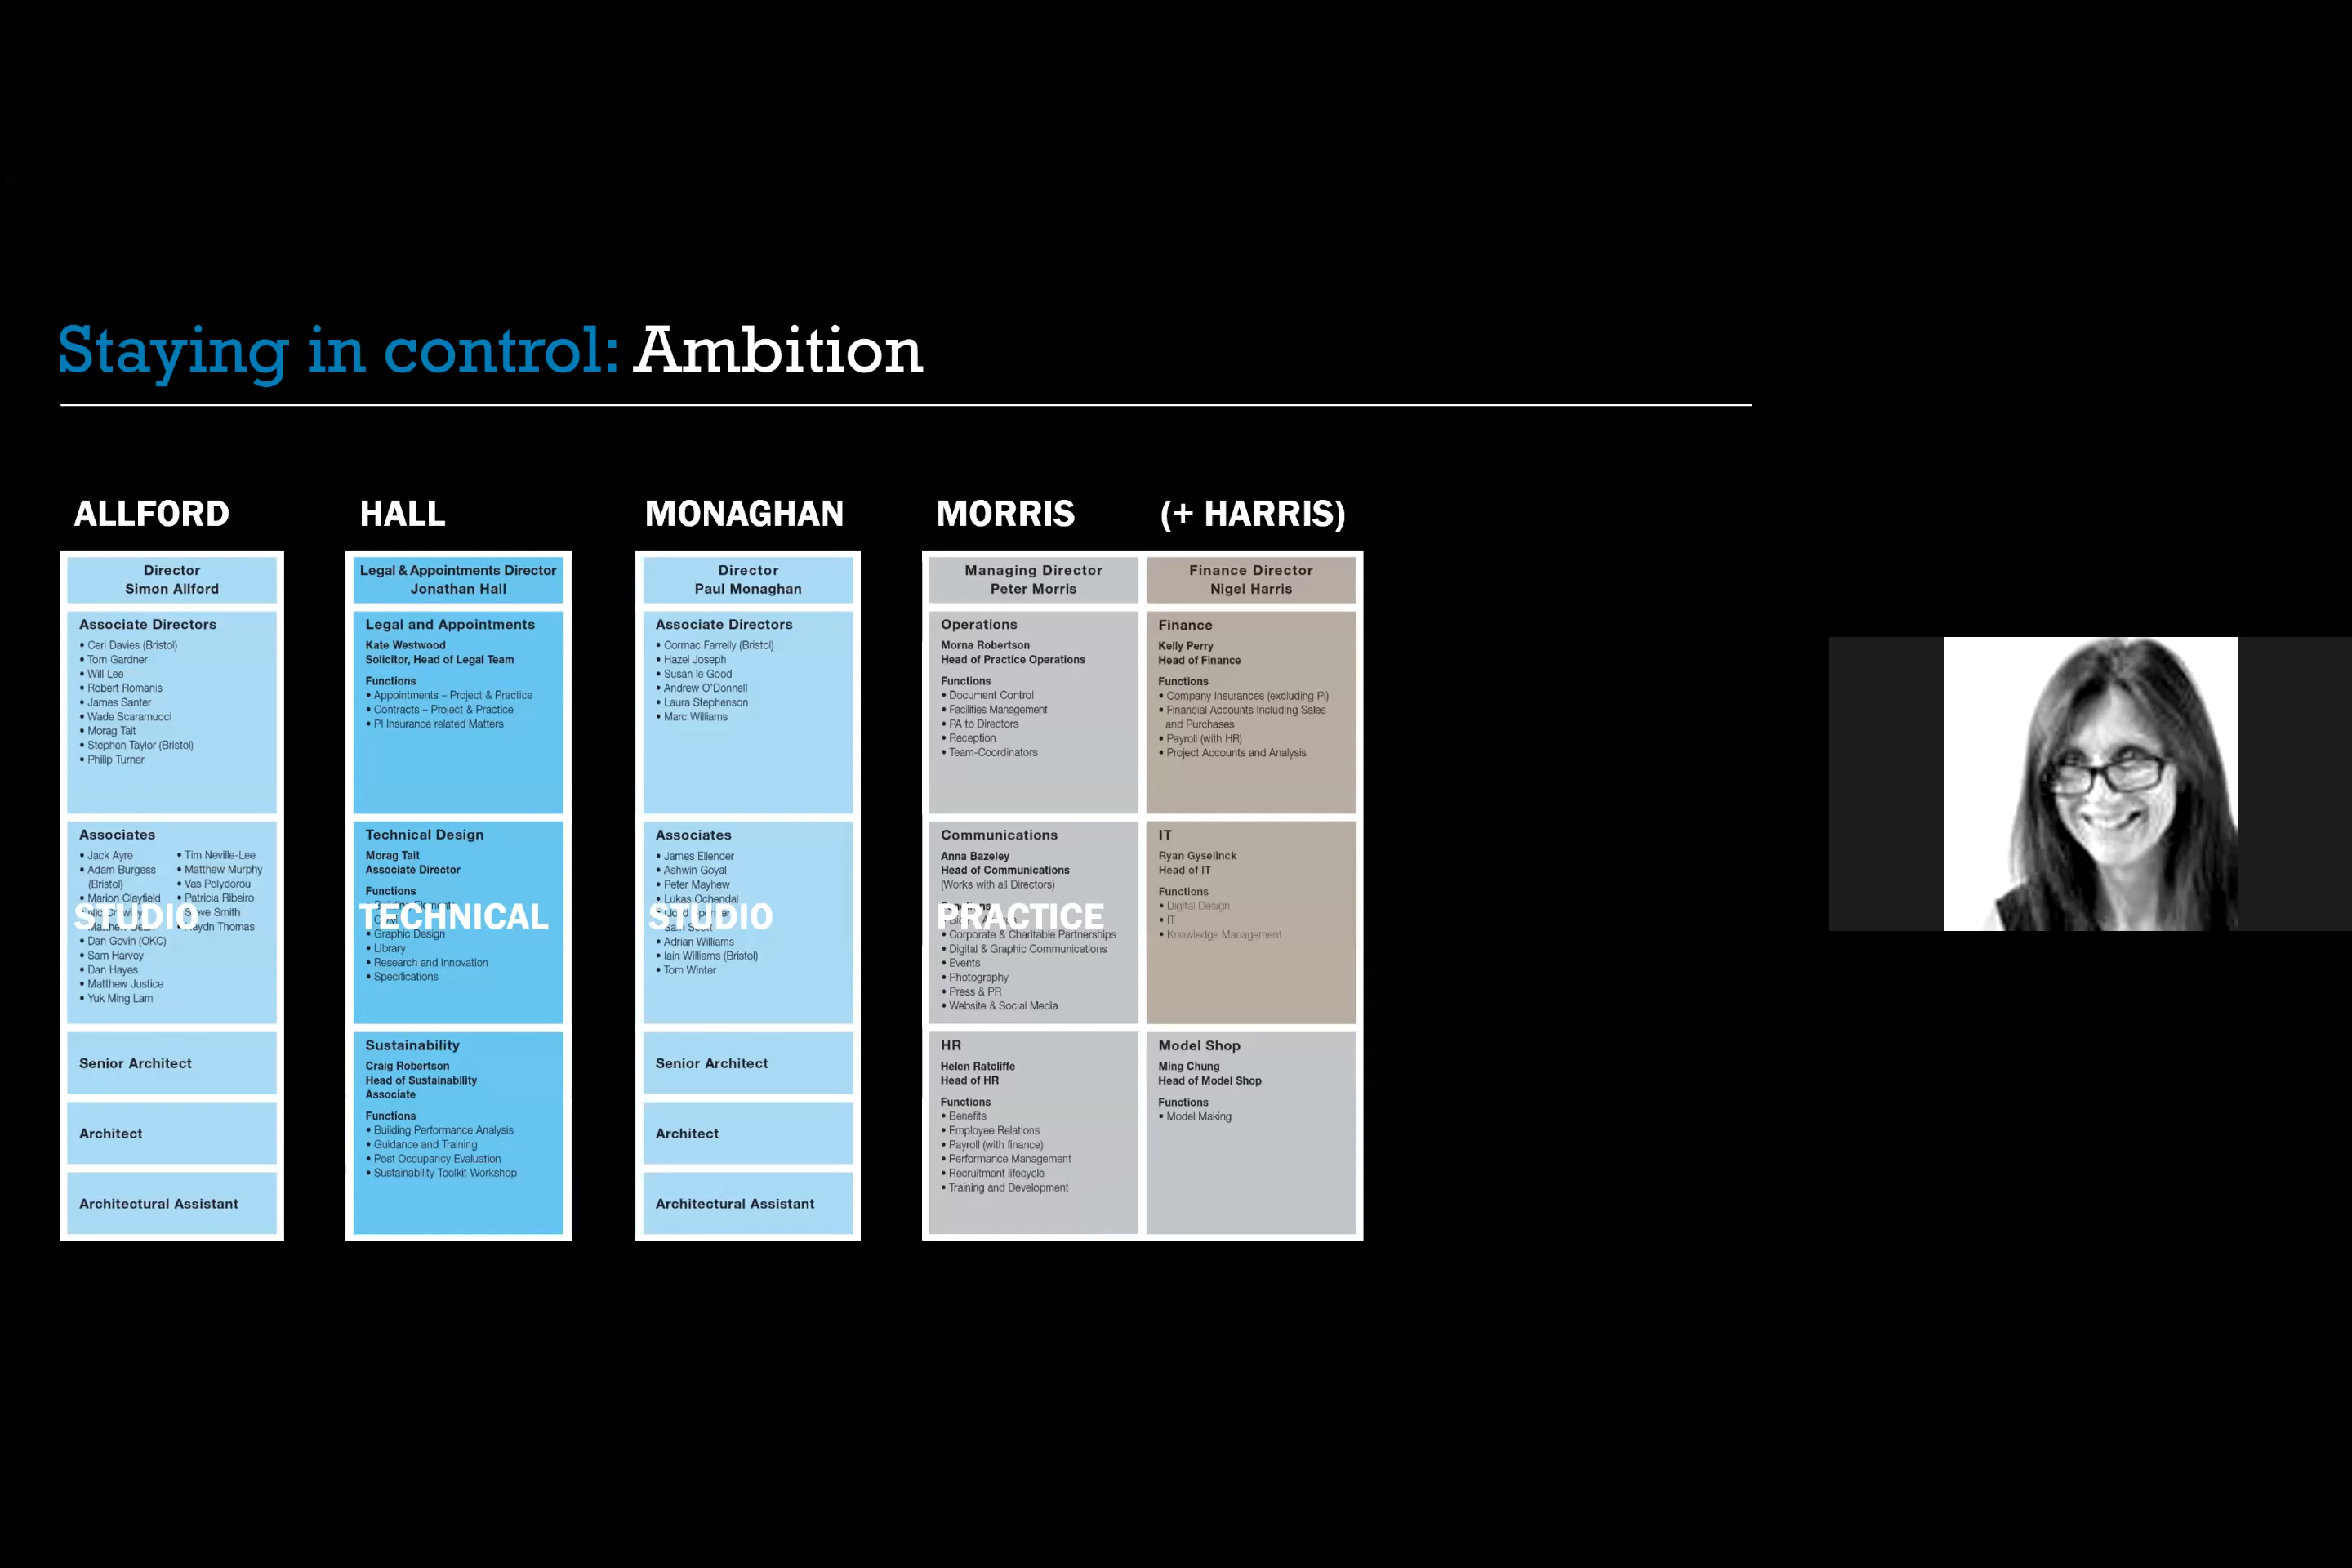 Staying in control: Ambition
ALLFORD
Director
Simon Allford
Associate Directors
• Ceri Davies (Bristol)
• Tom Gardner
• Will Lee
• Robert Romanis
• James Santer
• Wade Scaramucci
• Morag Tait
• Stephen Taylor (Bristol)
• Philip Turner
Associates
• Jack Ayre
• Adam Burgess
(Bristol)
• Marion Clayfield
• Dan Govin (OKC)
• Sam Harvey
• Dan Hayes
• Matthew Justice
• Yuk Ming Lam
• Tim Neville-Lee
• Matthew Murphy
• Vas Polydorou
• Patricia Ribeiro
Smith
Thomas
STUDIO
Senior Architect
Architect
Architectural Assistant
HALL
Legal & Appointments Director
Jonathan Hall
Legal and Appointments
Kate Westwood
Solicitor, Head of Legal Team
Functions
• Appointments – Project & Practice
• Contracts – Project & Practice
• PI Insurance related Matters
Technical Design
Morag Tait
Associate Director
Functions
TECHNICAL
• Graphic Design
• Library
• Research and Innovation
• Specifications
Sustainability
Craig Robertson
Head of Sustainability
Associate
Functions
• Building Performance Analysis
• Guidance and Training
• Post Occupancy Evaluation
• Sustainability Toolkit Workshop
MONAGHAN
Director
Paul Monaghan
Associate Directors
• Cormac Farrelly (Bristol)
• Hazel Joseph
• Susan le Good
• Andrew O'Donnell
• Laura Stephenson
• Marc Williams
Associates
• James Ellender
• Ashwin Goyal
• Peter Mayhew
• Lukas Ochendal
STUDIO
• Adrian Williams
• Iain Williams (Bristol)
• Tom Winter
Senior Architect
Architect
Architectural Assistant
MORRIS
Managing Director
Peter Morris
Operations
Morna Robertson
Head of Practice Operations
Functions
• Document Control
• Facilities Management
• PA to Directors
• Reception
• Team-Coordinators
Communications
Anna Bazeley
Head of Communications
(Works with all Directors)
PRACTICE
• Corporate & Charitable Partnerships
• Digital & Graphic Communications
• Events
• Photography
• Press & PR
• Website & Social Media
HR
Helen Ratcliffe
Head of HR
Functions
• Benefits
• Employee Relations
• Payroll (with finance)
• Performance Management
• Recruitment lifecycle
• Training and Development
(+ HARRIS)
Finance Director
Nigel Harris
Finance
Kelly Perry
Head of Finance
Functions
• Company Insurances (excluding PI)
• Financial Accounts Including Sales
and Purchases
• Payroll (with HR)
• Project Accounts and Analysis
IT
Ryan Gyselinck
Head of IT
Functions
• Digital Design
• IT
• Knowledge Management
Model Shop
Ming Chung
Head of Model Shop
Functions
• Model Making